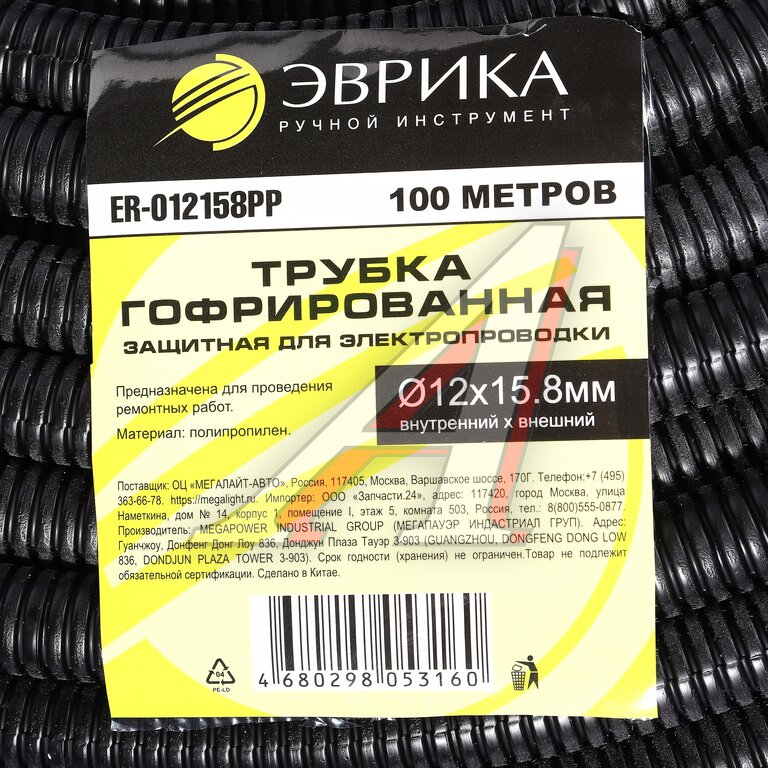 ЭВРИКА
РУЧНОЙ ИНСТРУМЕНТ
ER-012158PP 100 МЕТРОВ
ТРУБКА
ГОФРИРОВАННАЯ
ЗАЩИТНАЯ ДЛЯ ЭЛЕКТРОПРОВОДКИ
Предназначена для проведения
ремонтных работ.
Материал: полипропилен.
Ø12x15.8мм
внутренний x внешний
Поставщик: ОЦ «МЕГАЛАЙТ-АВТО», Россия, 117405, Москва, Варшавское шоссе, 170Г. Телефон:+7 (495)
363-66-78. https://megalight.ru. Импортер: ООО «Запчасти.24», адрес: 117420, город Москва, улица
Наметкина, дом № 14, корпус 1, помещение I, этаж 5, комната 503, Россия, тел.: 8(800)555-0877.
Производитель: MEGAPOWER INDUSTRIAL GROUP (МЕГАПАУЭР ИНДАСТРИАЛ ГРУП). Адрес:
Гуанчжоу, Донфенг Донг Лоу 836, Донджун Плаза Тауэр 3-903 (GUANGZHOU, DONGFENG DONG LOW
836, DONDJUN PLAZA TOWER 3-903). Срок годности (хранения) не ограничен.Товар не подлежит
обязательной сертификации. Сделано в Китае.
04
PE-LD
4 680298 053160